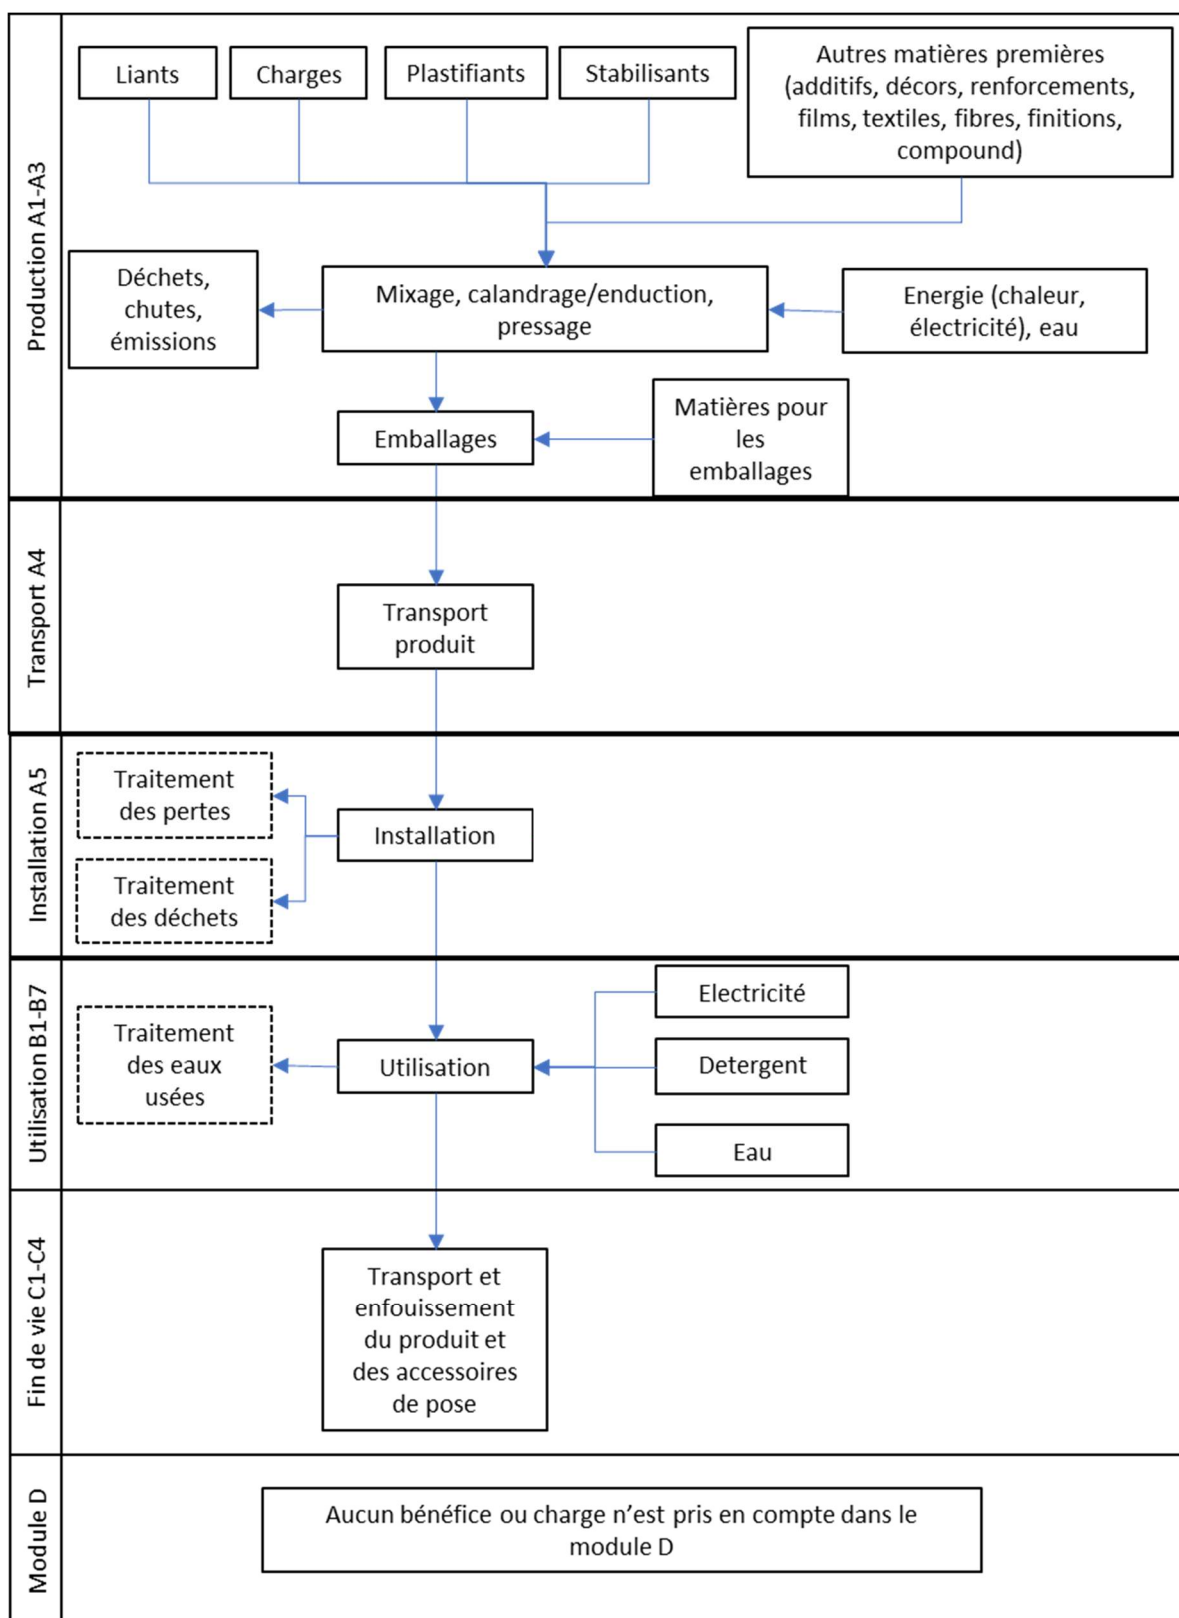 Production A1-A3
Liants
Charges
Plastifiants
Stabilisants
Autres matières premières
(additifs, décors, renforcements,
films, textiles, fibres, finitions,
compound)
Déchets,
chutes,
émissions
Mixage, calandrage/enduction,
pressage
Energie (chaleur,
électricité), eau
Emballages
Matières pour
les
emballages
Transport A4
Transport
produit
Installation A5
Traitement
des pertes
Installation
Traitement
des déchets
Utilisation B1-B7
Traitement
des eaux
usées
Utilisation
Electricité
Detergent
Eau
Fin de vie C1-C4
Transport et
enfouissement
du produit et
des accessoires
de pose
Module D
Aucun bénéfice ou charge n’est pris en compte dans le
module D